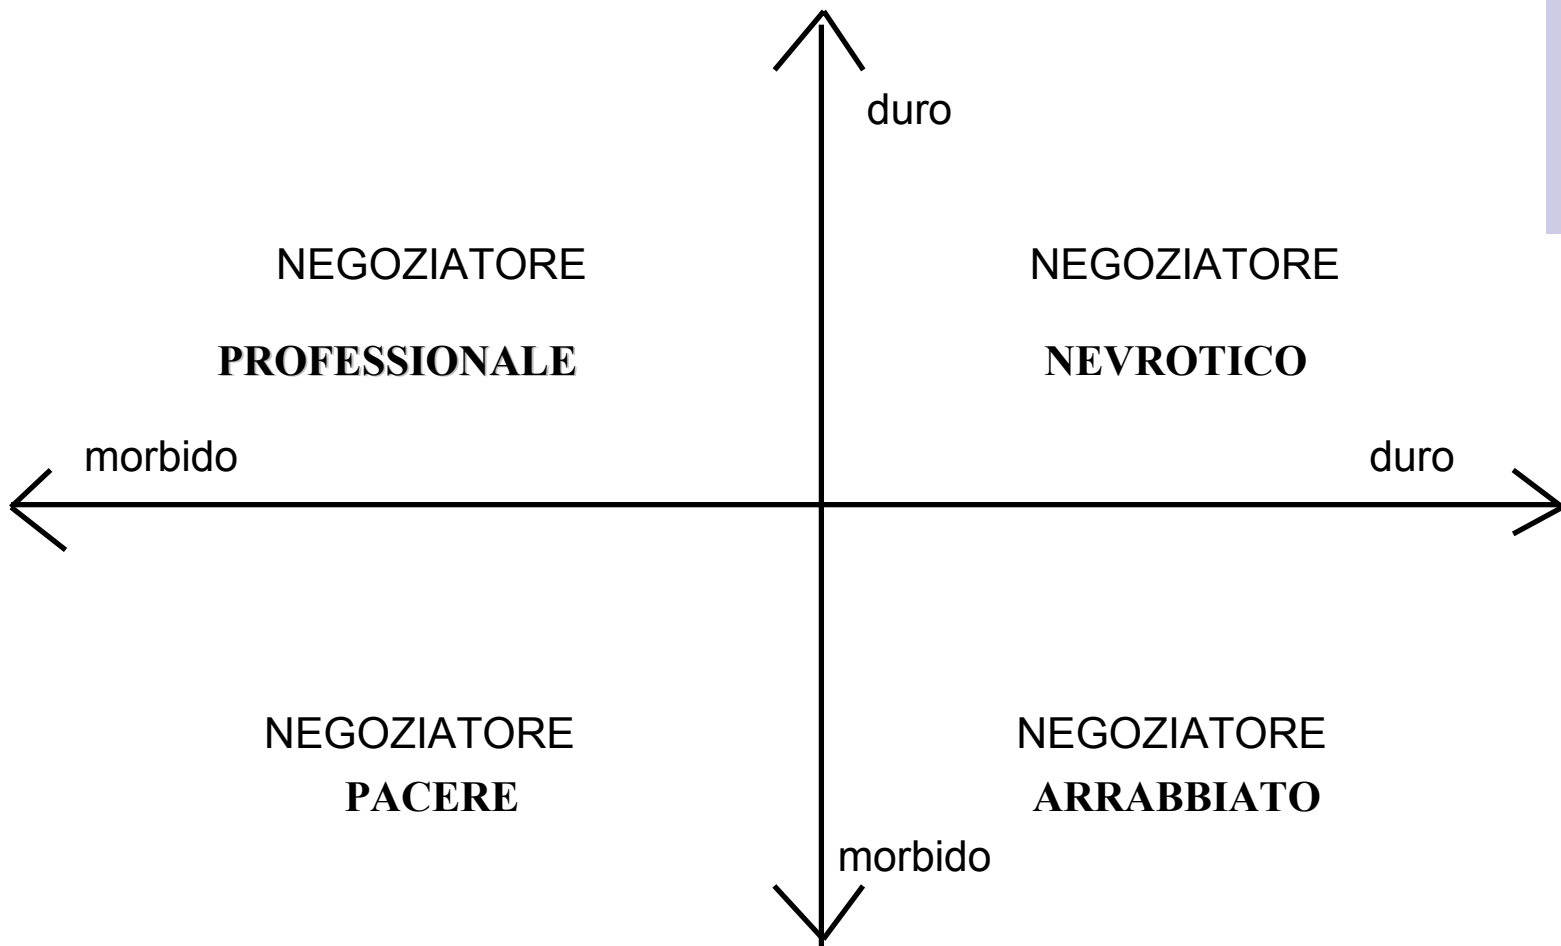 duro
NEGOZIATORE
PROFESSIONALE
NEGOZIATORE
NEVROTICO
morbido
duro
NEGOZIATORE
PACERE
NEGOZIATORE
ARRABBIATO
morbido